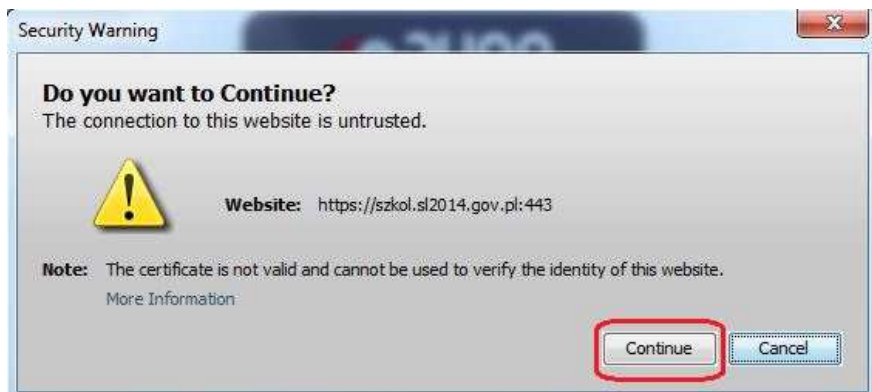 Security Warning
Do you want to Continue?
The connection to this website is untrusted.
Website: https://szkol.sl2014.gov.pl:443
Note: The certificate is not valid and cannot be used to verify the identity of this website.
More Information
Continue Cancel